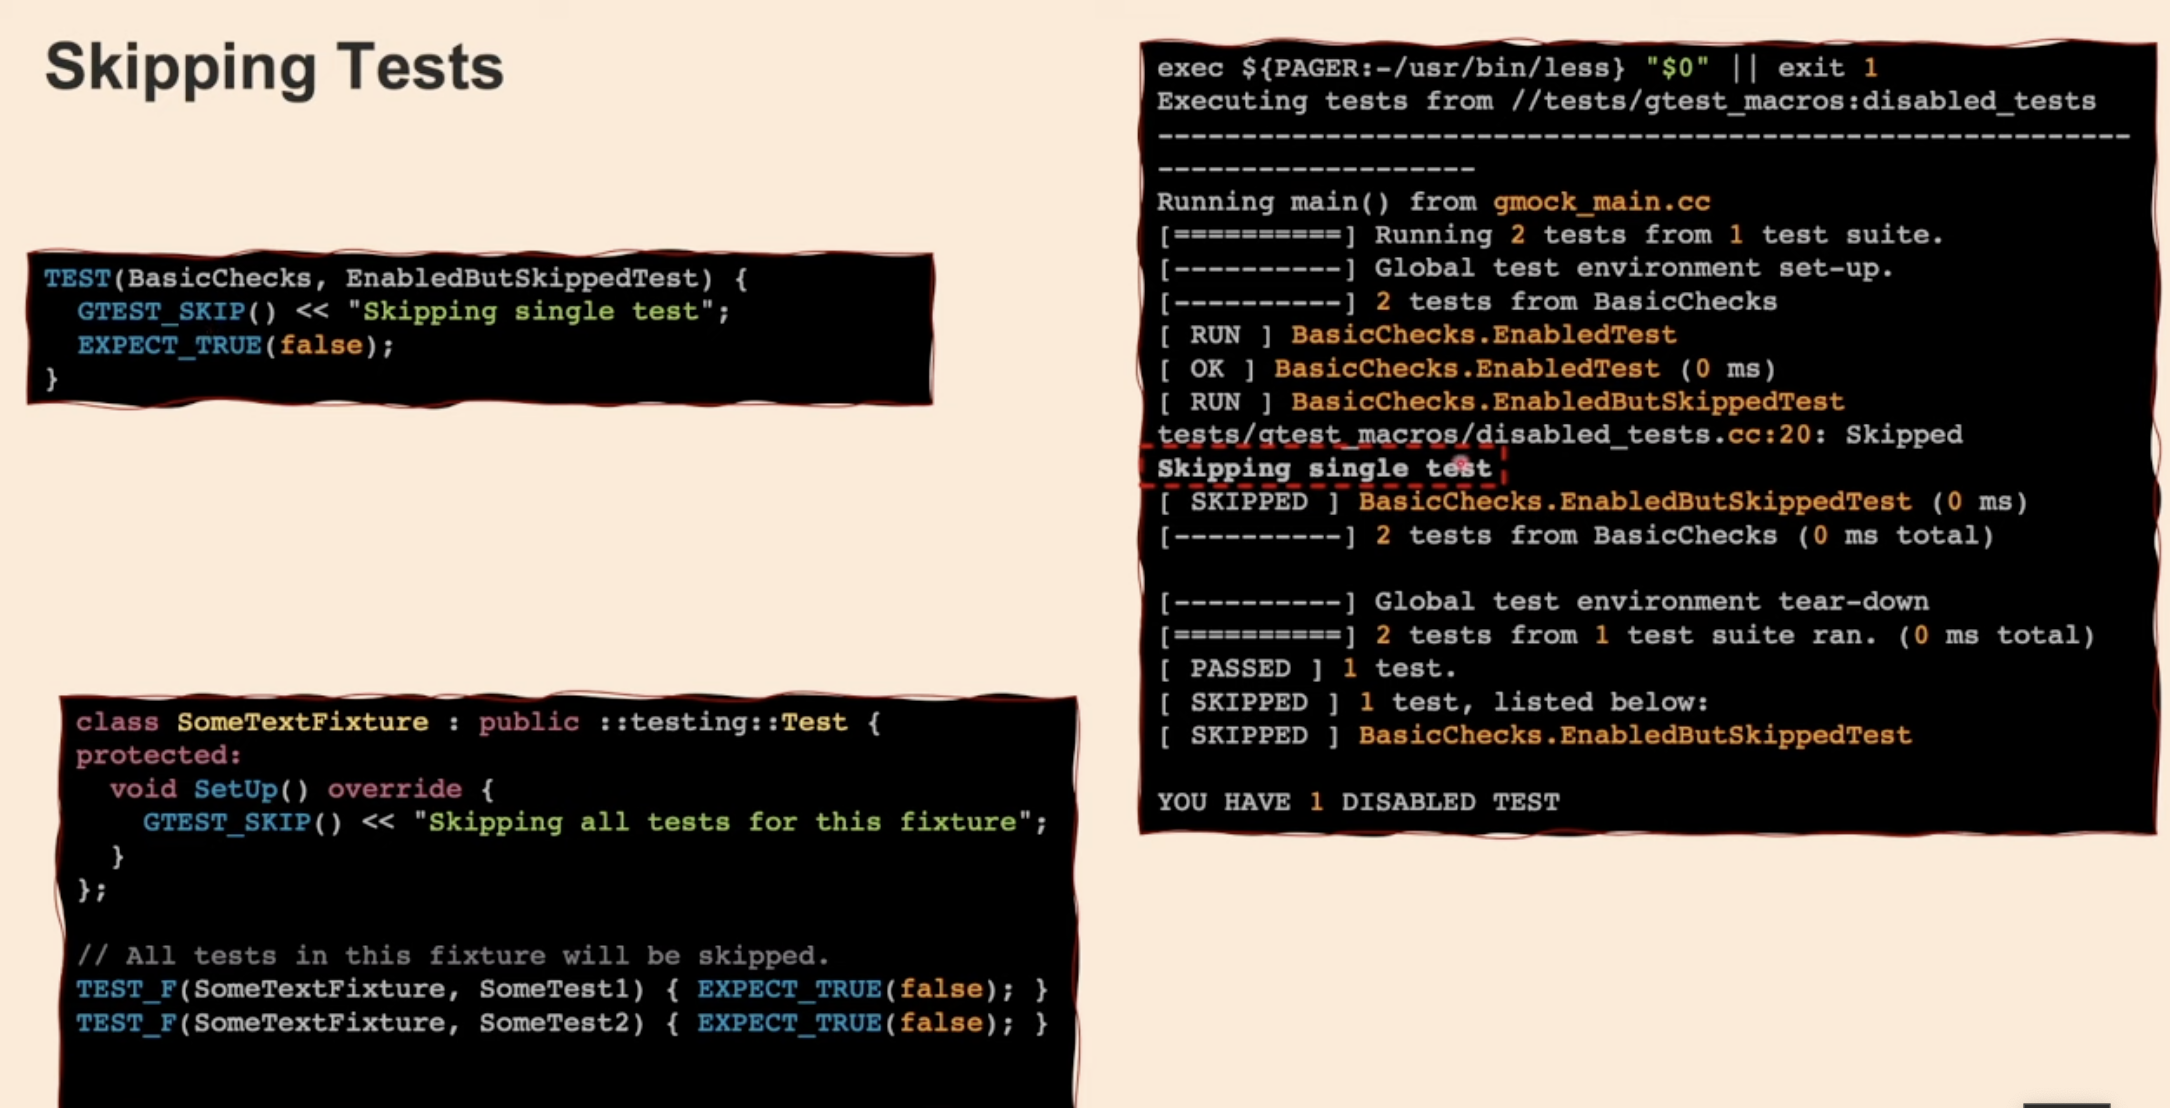 Skipping Tests
TEST(BasicChecks, EnabledButSkippedTest) {
  GTEST_SKIP() << "Skipping single test";
  EXPECT_TRUE(false);
}
class SomeTextFixture : public ::testing::Test {
protected:
  void SetUp() override {
    GTEST_SKIP() << "Skipping all tests for this fixture";
  }
};
// All tests in this fixture will be skipped.
TEST_F(SomeTextFixture, SomeTest1) { EXPECT_TRUE(false); }
TEST_F(SomeTextFixture, SomeTest2) { EXPECT_TRUE(false); }
exec ${PAGER:-/usr/bin/less} "$0" || exit 1
Executing tests from //tests/gtest_macros:disabled_tests
----------------------------------------------------------
-------------------
Running main() from gmock_main.cc
[==========] Running 2 tests from 1 test suite.
[----------] Global test environment set-up.
[----------] 2 tests from BasicChecks
[ RUN ] BasicChecks.EnabledTest
[ OK ] BasicChecks.EnabledTest (0 ms)
[ RUN ] BasicChecks.EnabledButSkippedTest
tests/gtest_macros/disabled_tests.cc:20: Skipped
Skipping single test
[ SKIPPED ] BasicChecks.EnabledButSkippedTest (0 ms)
[----------] 2 tests from BasicChecks (0 ms total)
[----------] Global test environment tear-down
[==========] 2 tests from 1 test suite ran. (0 ms total)
[ PASSED ] 1 test.
[ SKIPPED ] 1 test, listed below:
[ SKIPPED ] BasicChecks.EnabledButSkippedTest
YOU HAVE 1 DISABLED TEST